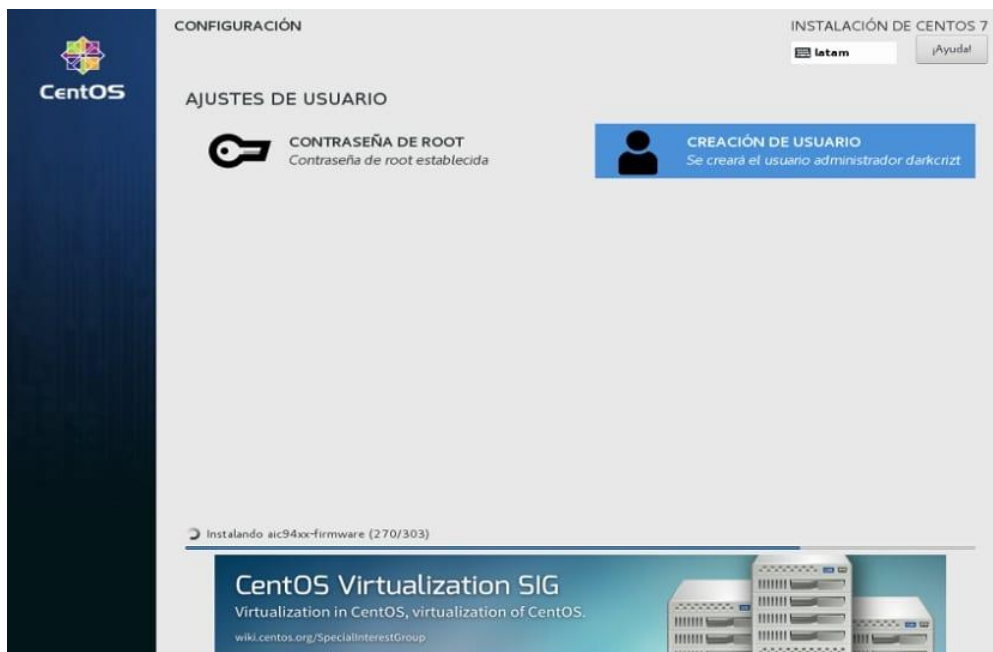 CentOS
CONFIGURACIÓN
INSTALACIÓN DE CENTOS 7
latam
¡Ayuda!
AJUSTES DE USUARIO
CONTRASEÑA DE ROOT
Contraseña de root establecida
CREACIÓN DE USUARIO
Se creará el usuario administrador darkcrizt
Instalando aic94xx-firmware (270/303)
CentOS Virtualization SIG
Virtualization in CentOS, virtualization of CentOS.
wiki.centos.org/SpecialInterestGroup